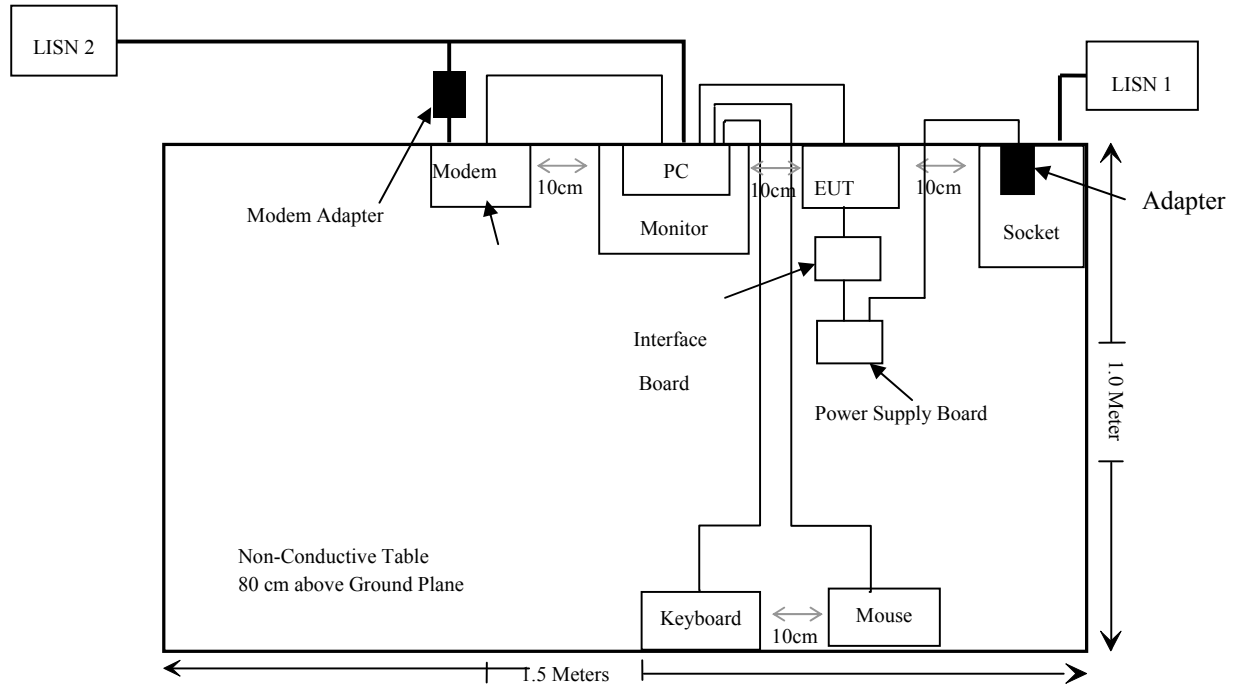 LISN 2
LISN 1
Modem
10cm
PC
10cm
EUT
10cm
Adapter
Modem Adapter
Monitor
Socket
Interface
Board
1.0 Meter
Power Supply Board
Non-Conductive Table
80 cm above Ground Plane
Keyboard
10cm
Mouse
1.5 Meters